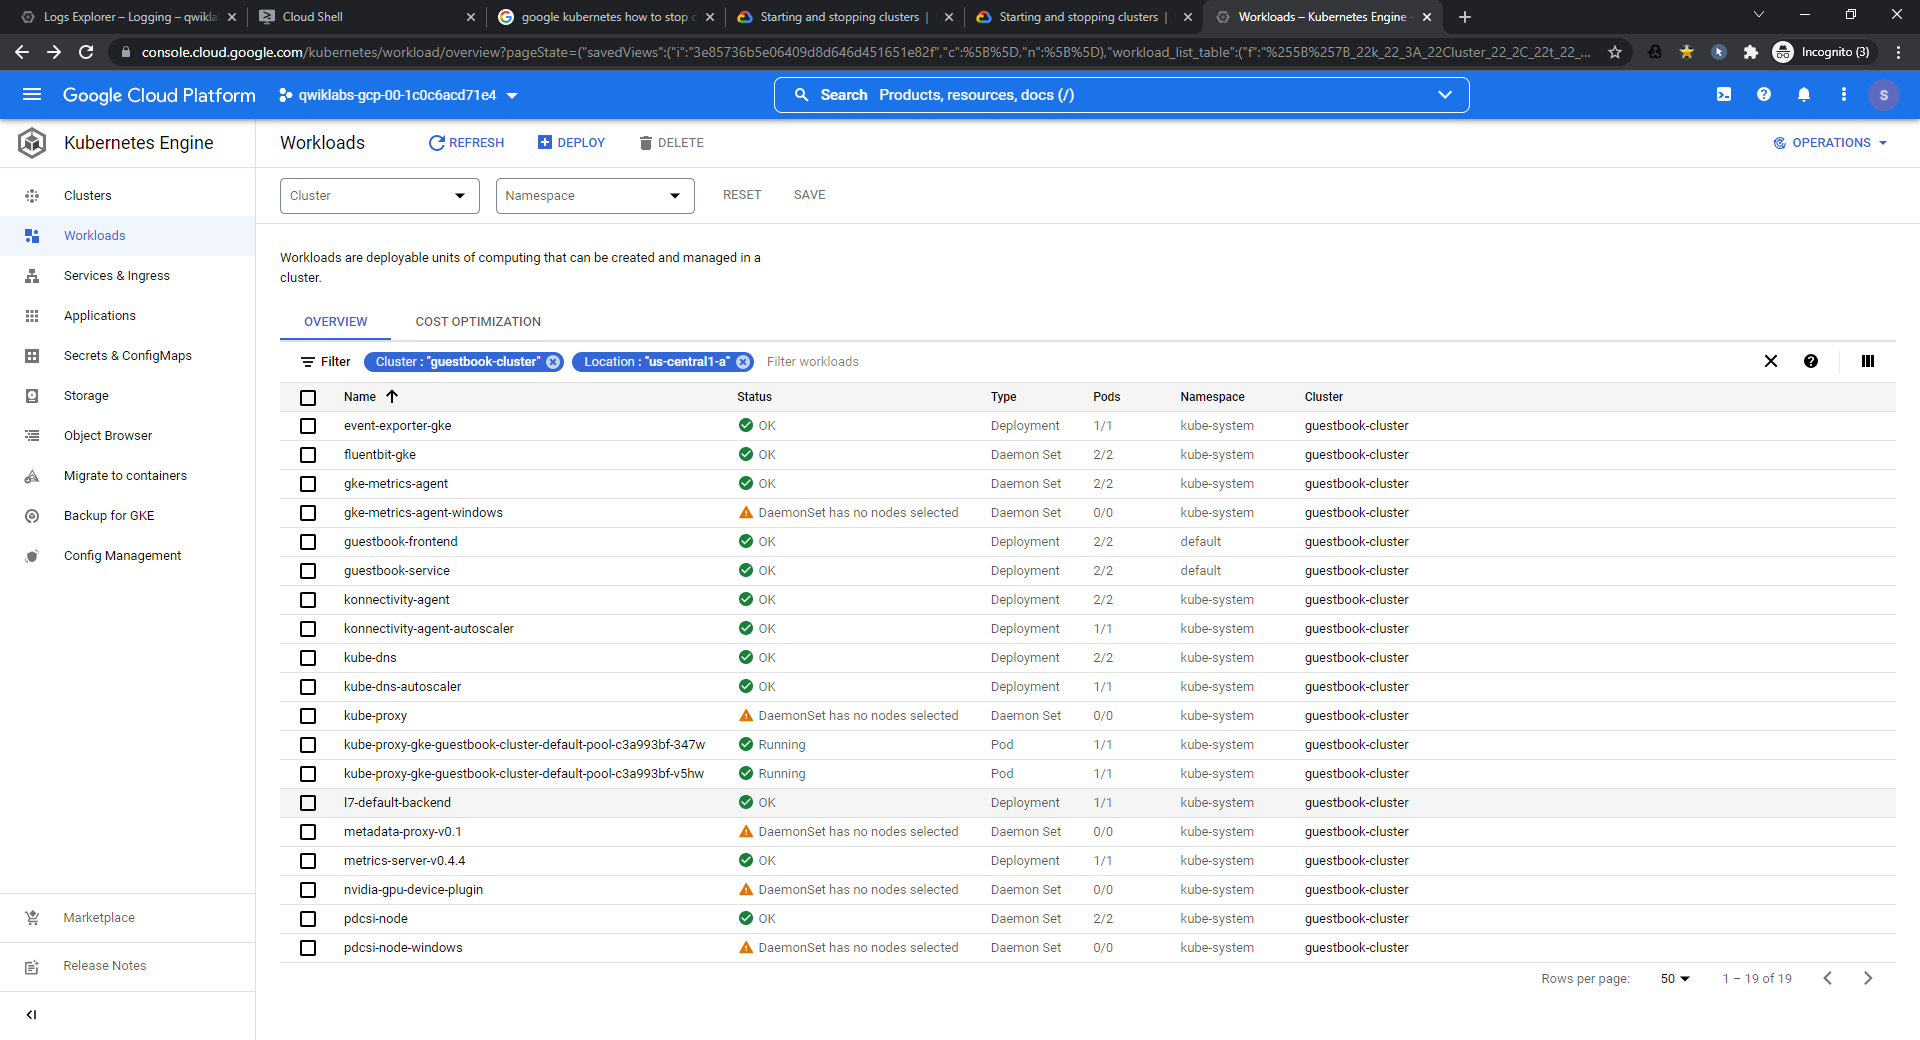 Logs Explorer – Logging – qwikla
Cloud Shell
google kubernetes how to stop c
Starting and stopping clusters |
Starting and stopping clusters |
Workloads – Kubernetes Engine –
console.cloud.google.com/kubernetes/workload/overview?pageState=("savedViews":("i":"3e85736b5e06409d8d646d451651e82f","c":%5B%5D,"n":%5B%5D),"workload_list_table":("f":"%255B%257B_22k_22_3A_22Cluster_22_2C_22t_22_...
Incognito (3)
Google Cloud Platform
qwiklabs-gcp-00-1c0c6acd71e4
Search Products, resources, docs (/)
S
Kubernetes Engine
Workloads
REFRESH
DEPLOY
DELETE
OPERATIONS
Clusters
Workloads
Services & Ingress
Applications
Secrets & ConfigMaps
Storage
Object Browser
Migrate to containers
Backup for GKE
Config Management
Marketplace
Release Notes
Cluster
Namespace
RESET
SAVE
Workloads are deployable units of computing that can be created and managed in a
cluster.
OVERVIEW
COST OPTIMIZATION
Filter
Cluster : "guestbook-cluster"
Location : "us-central1-a"
Filter workloads
Name Status Type Pods Namespace Cluster
event-exporter-gke OK Deployment 1/1 kube-system guestbook-cluster
fluentbit-gke OK Daemon Set 2/2 kube-system guestbook-cluster
gke-metrics-agent OK Daemon Set 2/2 kube-system guestbook-cluster
gke-metrics-agent-windows DaemonSet has no nodes selected Daemon Set 0/0 kube-system guestbook-cluster
guestbook-frontend OK Deployment 2/2 default guestbook-cluster
guestbook-service OK Deployment 2/2 default guestbook-cluster
konnectivity-agent OK Deployment 2/2 kube-system guestbook-cluster
konnectivity-agent-autoscaler OK Deployment 1/1 kube-system guestbook-cluster
kube-dns OK Deployment 2/2 kube-system guestbook-cluster
kube-dns-autoscaler OK Deployment 1/1 kube-system guestbook-cluster
kube-proxy DaemonSet has no nodes selected Daemon Set 0/0 kube-system guestbook-cluster
kube-proxy-gke-guestbook-cluster-default-pool-c3a993bf-347w Running Pod 1/1 kube-system guestbook-cluster
kube-proxy-gke-guestbook-cluster-default-pool-c3a993bf-v5hw Running Pod 1/1 kube-system guestbook-cluster
l7-default-backend OK Deployment 1/1 kube-system guestbook-cluster
metadata-proxy-v0.1 DaemonSet has no nodes selected Daemon Set 0/0 kube-system guestbook-cluster
metrics-server-v0.4.4 OK Deployment 1/1 kube-system guestbook-cluster
nvidia-gpu-device-plugin DaemonSet has no nodes selected Daemon Set 0/0 kube-system guestbook-cluster
pdcsi-node OK Daemon Set 2/2 kube-system guestbook-cluster
pdcsi-node-windows DaemonSet has no nodes selected Daemon Set 0/0 kube-system guestbook-cluster
Rows per page: 50 1 – 19 of 19